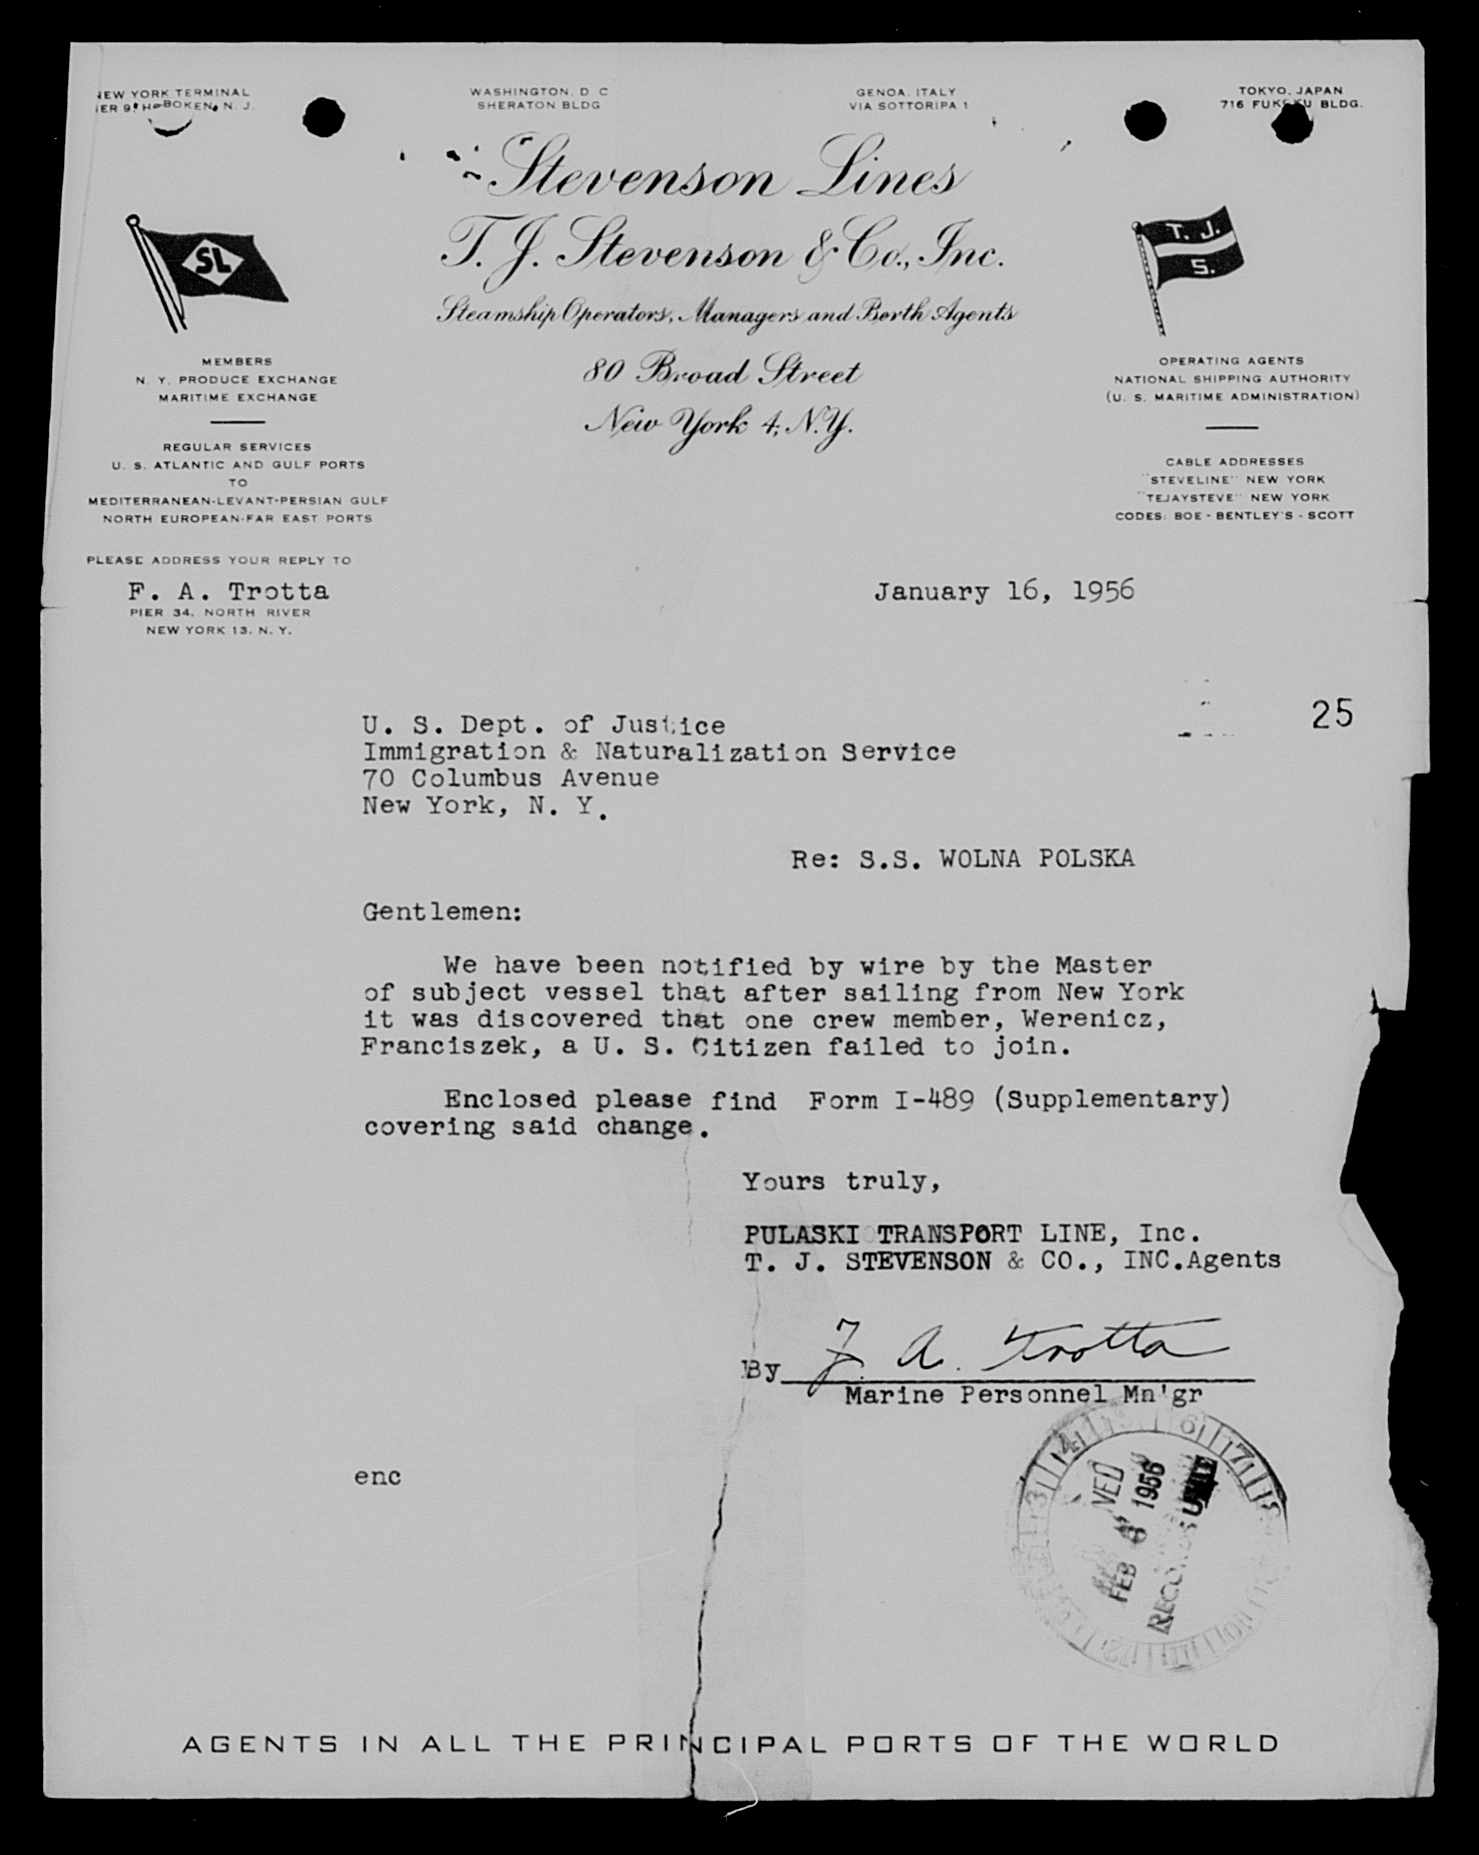 NEW YORK TERMINAL
HOBOKEN, N. J.
WASHINGTON, D. C
SHERATON BLDG
GENOA, ITALY
VIA SOTTORIPA 1
TOKYO, JAPAN
716 FUKOKU BLDG.
Stevenson Lines
T. J. Stevenson & Co., Inc.
Steamship Operators, Managers and Berth Agents
80 Broad Street
New York 4, N.Y.
SL
MEMBERS
N. Y. PRODUCE EXCHANGE
MARITIME EXCHANGE
REGULAR SERVICES
U. S. ATLANTIC AND GULF PORTS
TO
MEDITERRANEAN-LEVANT-PERSIAN GULF
NORTH EUROPEAN-FAR EAST PORTS
T. J.
S.
OPERATING AGENTS
NATIONAL SHIPPING AUTHORITY
(U. S. MARITIME ADMINISTRATION)
CABLE ADDRESSES
"STEVELINE" NEW YORK
"TEJAYSTEVE" NEW YORK
CODES: BOE - BENTLEY'S - SCOTT
PLEASE ADDRESS YOUR REPLY TO
F. A. Trotta
PIER 34, NORTH RIVER
NEW YORK 13, N. Y.
January 16, 1956
25
U. S. Dept. of Justice
Immigration & Naturalization Service
70 Columbus Avenue
New York, N. Y.
Re: S.S. WOLNA POLSKA
Gentlemen:
We have been notified by wire by the Master
of subject vessel that after sailing from New York
it was discovered that one crew member, Werenicz,
Franciszek, a U. S. Citizen failed to join.
Enclosed please find Form I-489 (Supplementary)
covering said change.
Yours truly,
PULASKI TRANSPORT LINE, Inc.
T. J. STEVENSON & CO., INC.Agents
By F. A. Trotta
Marine Personnel Mn'gr
enc
FEB 1956
AGENTS IN ALL THE PRINCIPAL PORTS OF THE WORLD